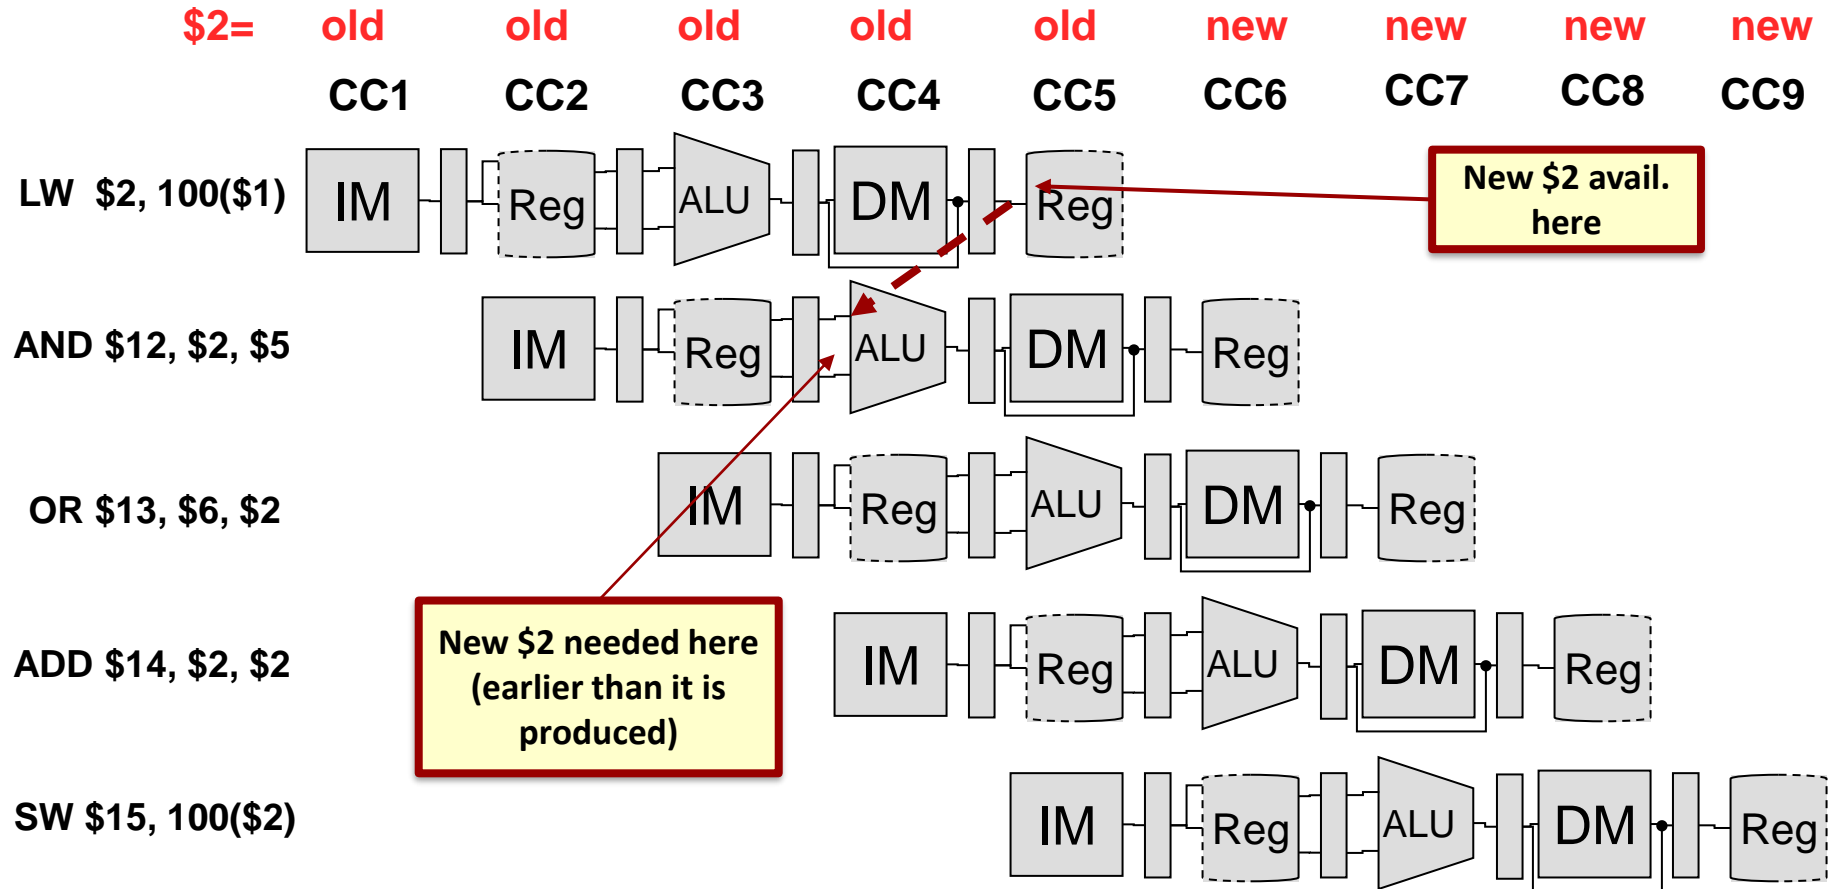 $2= old old old old old new new new new
CC1 CC2 CC3 CC4 CC5 CC6 CC7 CC8 CC9
LW $2, 100($1) IM Reg ALU DM Reg
New $2 avail.
here
AND $12, $2, $5 IM Reg ALU DM Reg
OR $13, $6, $2 IM Reg ALU DM Reg
New $2 needed here
(earlier than it is
produced)
ADD $14, $2, $2 IM Reg ALU DM Reg
SW $15, 100($2) IM Reg ALU DM Reg